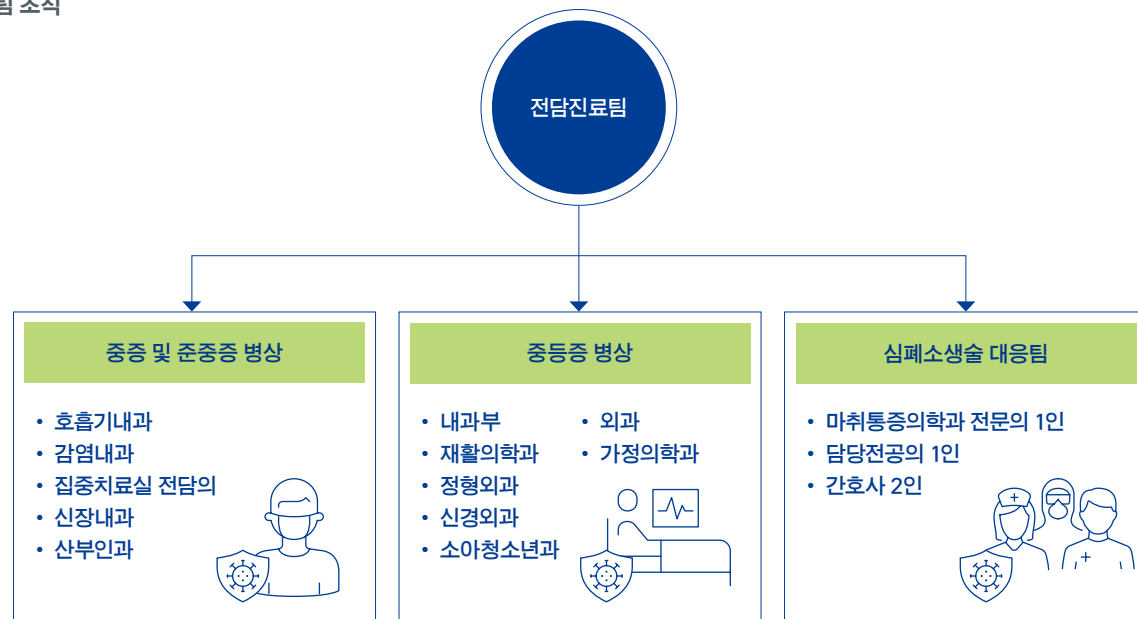 팀 조직
전담진료팀
중증 및 준중증 병상
• 호흡기내과
• 감염내과
• 집중치료실 전담의
• 신장내과
• 산부인과
중등증 병상
• 내과부
• 재활의학과
• 정형외과
• 신경외과
• 소아청소년과
• 외과
• 가정의학과
심폐소생술 대응팀
• 마취통증의학과 전문의 1인
• 담당전공의 1인
• 간호사 2인